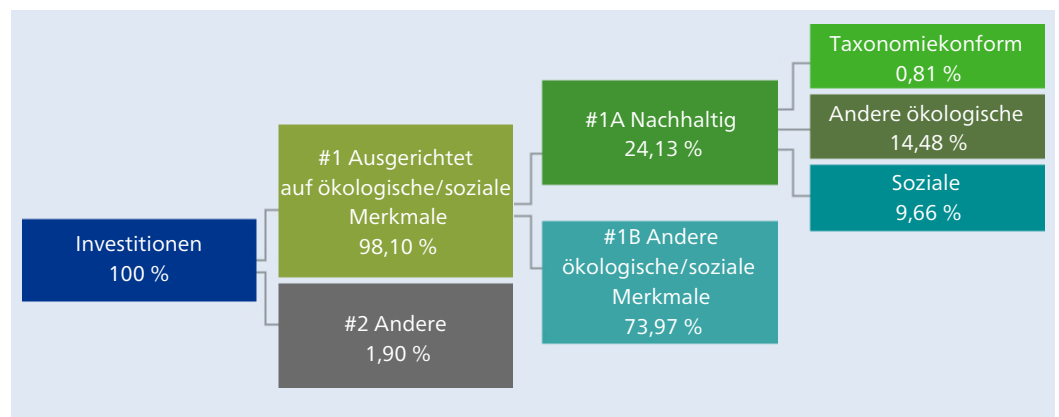 Investitionen
100 %
#1 Ausgerichtet
auf ökologische/soziale
Merkmale
98,10 %
#2 Andere
1,90 %
#1A Nachhaltig
24,13 %
#1B Andere
ökologische/soziale
Merkmale
73,97 %
Taxonomiekonform
0,81 %
Andere ökologische
14,48 %
Soziale
9,66 %